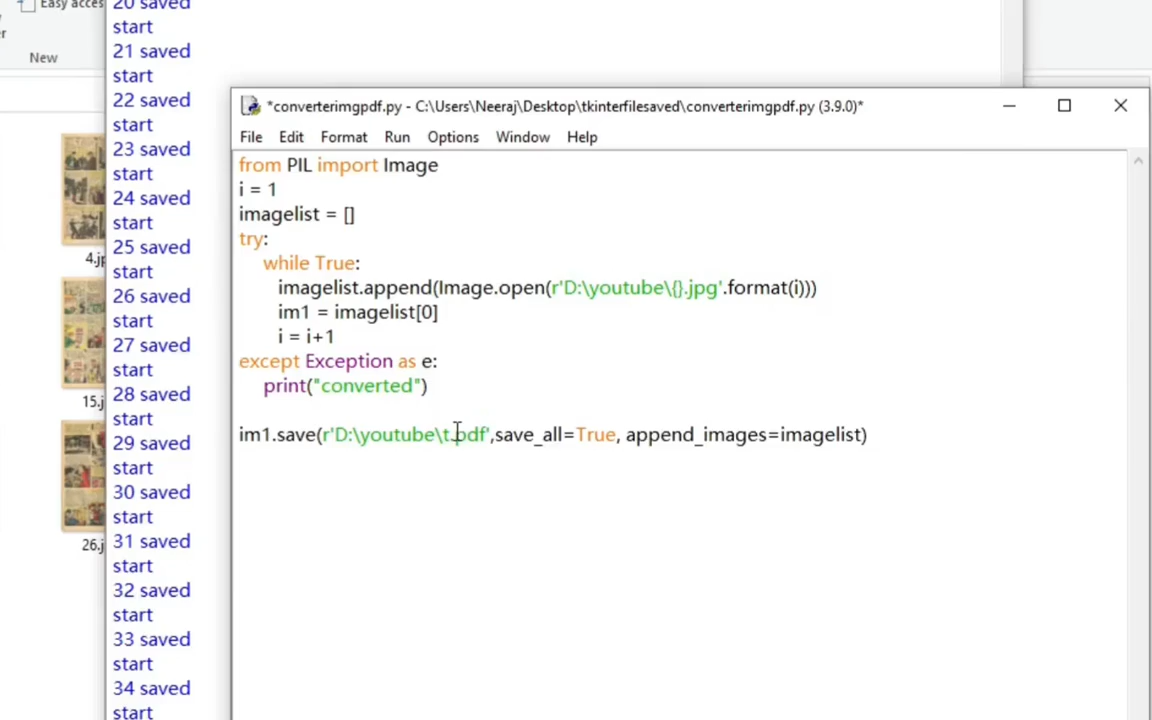 Easy acces
New
20 saved
start
21 saved
start
22 saved
start
23 saved
start
24 saved
start
25 saved
start
26 saved
start
27 saved
start
28 saved
start
29 saved
start
30 saved
start
31 saved
start
32 saved
start
33 saved
start
34 saved
start
4.jp
15.j
26.j
*converterimgpdf.py - C:\Users\Neeraj\Desktop\tkinterfilesaved\converterimgpdf.py (3.9.0)*
File Edit Format Run Options Window Help
from PIL import Image
i = 1
imagelist = []
try:
while True:
imagelist.append(Image.open(r'D:\youtube\{}.jpg'.format(i)))
im1 = imagelist[0]
i = i+1
except Exception as e:
print("converted")
im1.save(r'D:\youtube\t.pdf',save_all=True, append_images=imagelist)